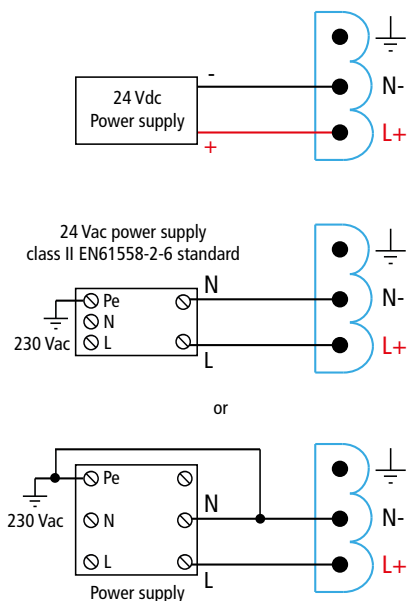 -
24 Vdc
Power supply
+
N-
L+
24 Vac power supply
class II EN61558-2-6 standard
Pe
N
L
230 Vac
N
L
N-
L+
or
Pe
N
L
230 Vac
Power supply
N
L
N-
L+